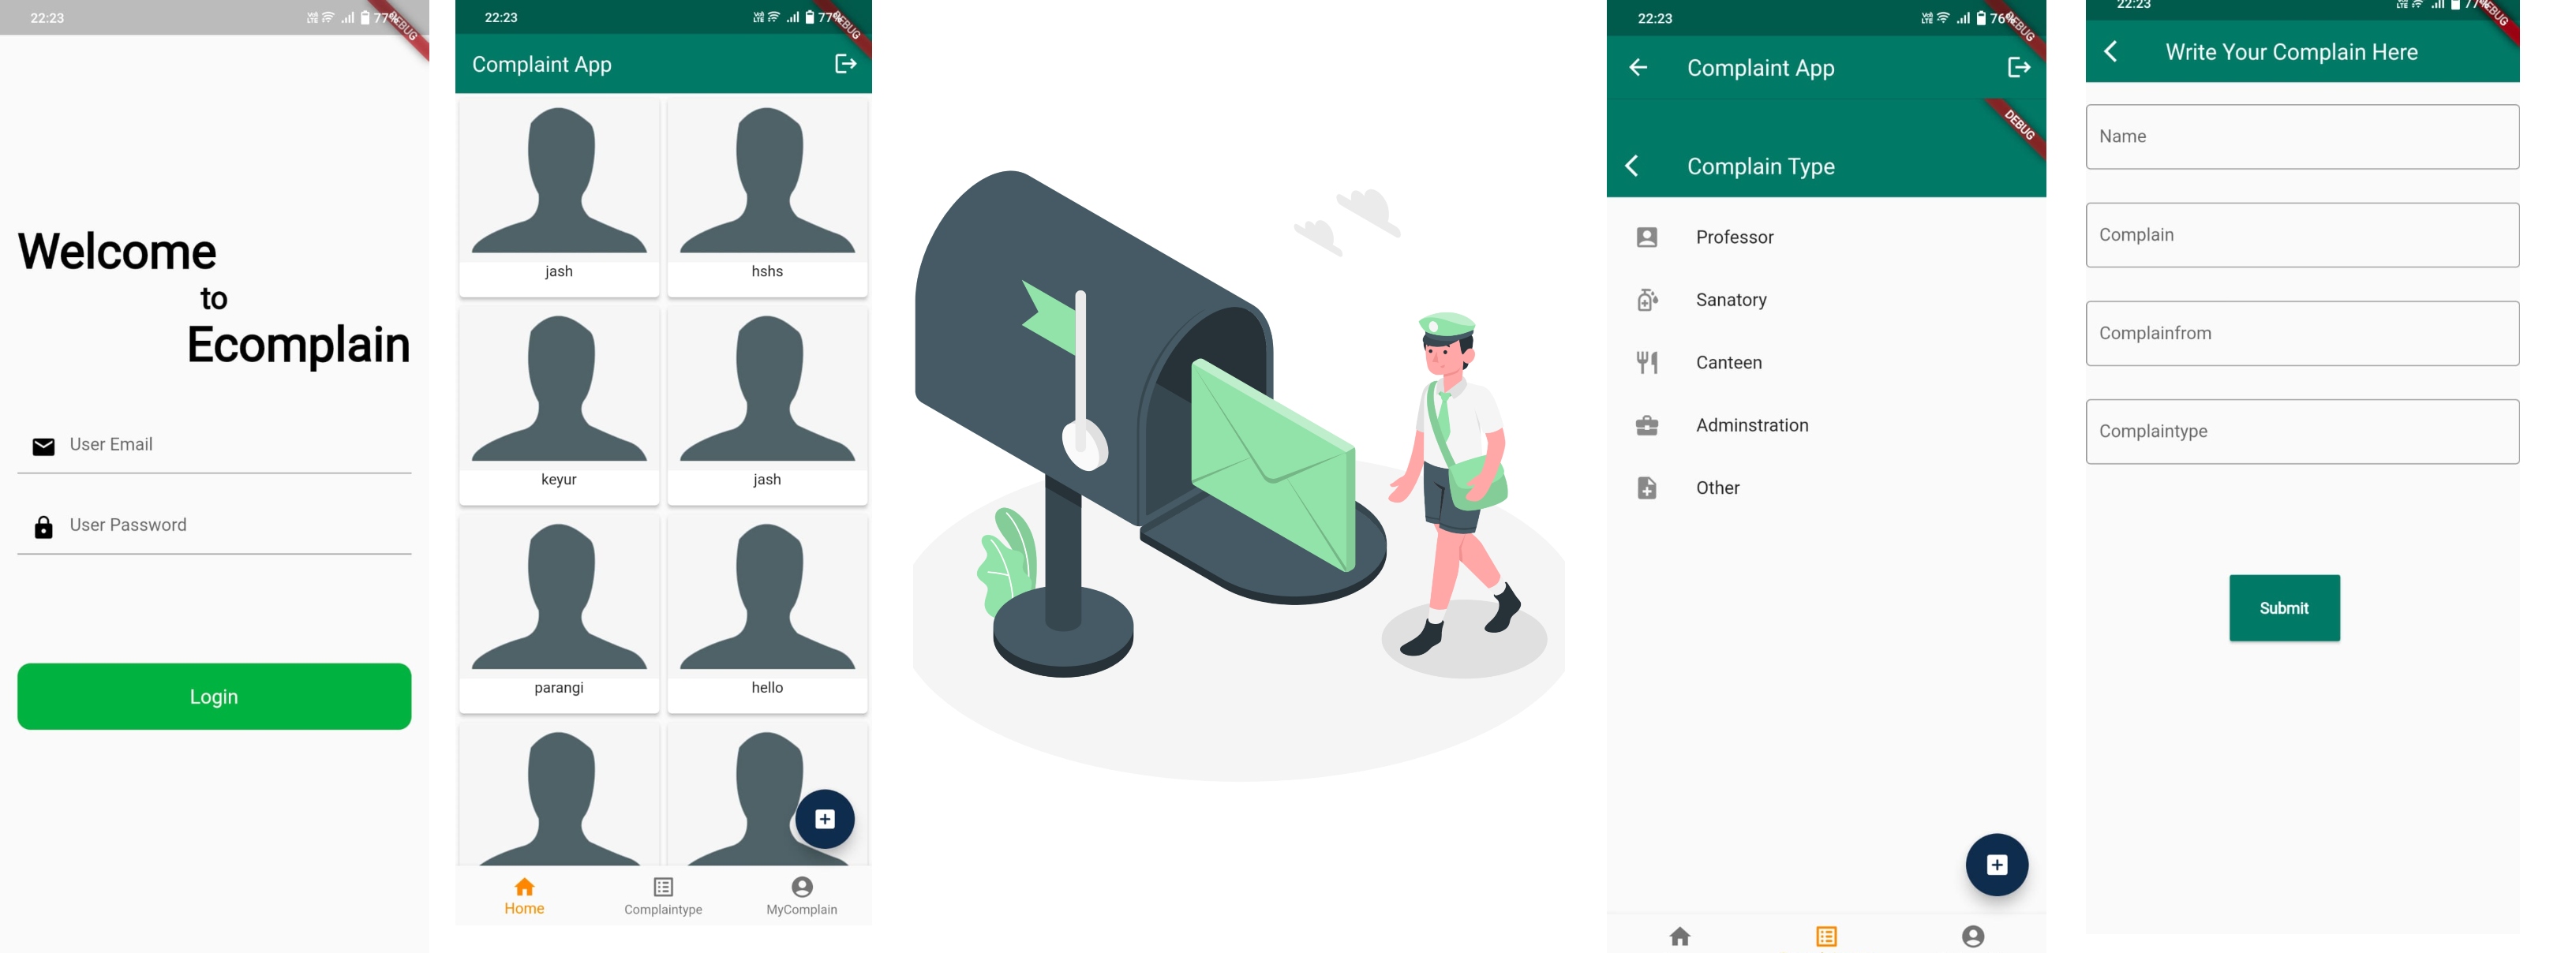 22:23
77%
DEBUG
Welcome
to
Ecomplain
User Email
User Password
Login
22:23
77%
DEBUG
Complaint App
jash
hshs
keyur
jash
parangi
hello
Home
Complaintype
MyComplain
22:23
76%
DEBUG
Complaint App
DEBUG
Complain Type
Professor
Sanatory
Canteen
Adminstration
Other
22:23
77%
DEBUG
Write Your Complain Here
Name
Complain
Complainfrom
Complaintype
Submit